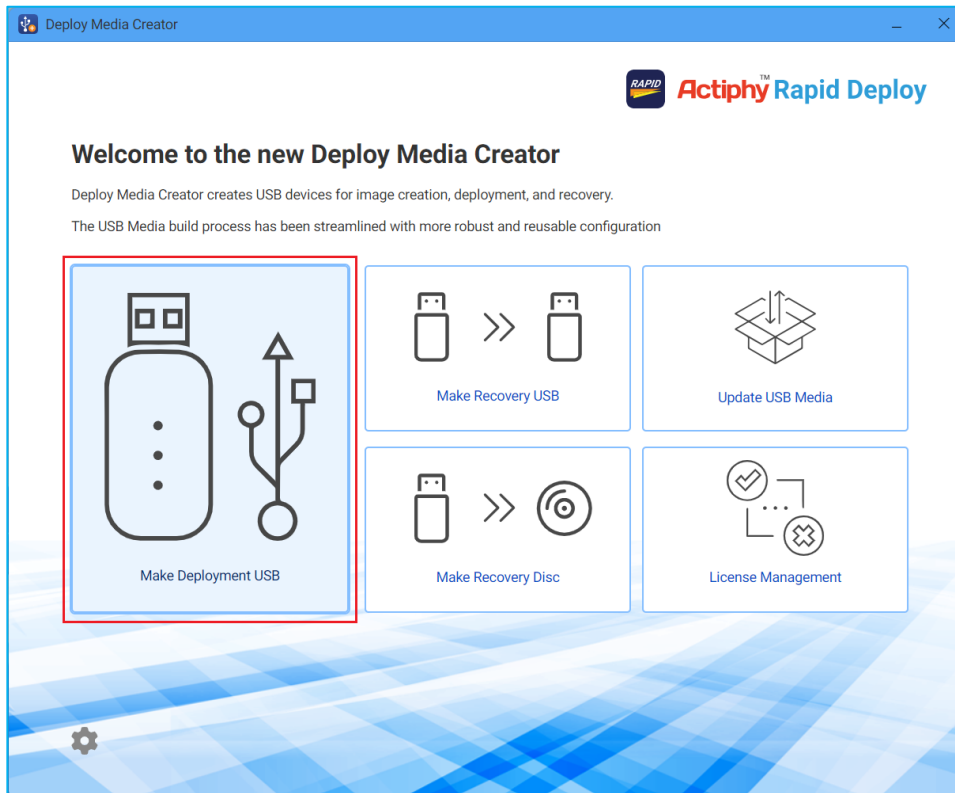 Deploy Media Creator
RAPID
Actiphy™ Rapid Deploy
Welcome to the new Deploy Media Creator
Deploy Media Creator creates USB devices for image creation, deployment, and recovery.
The USB Media build process has been streamlined with more robust and reusable configuration
Make Deployment USB
Make Recovery USB
Update USB Media
Make Recovery Disc
License Management